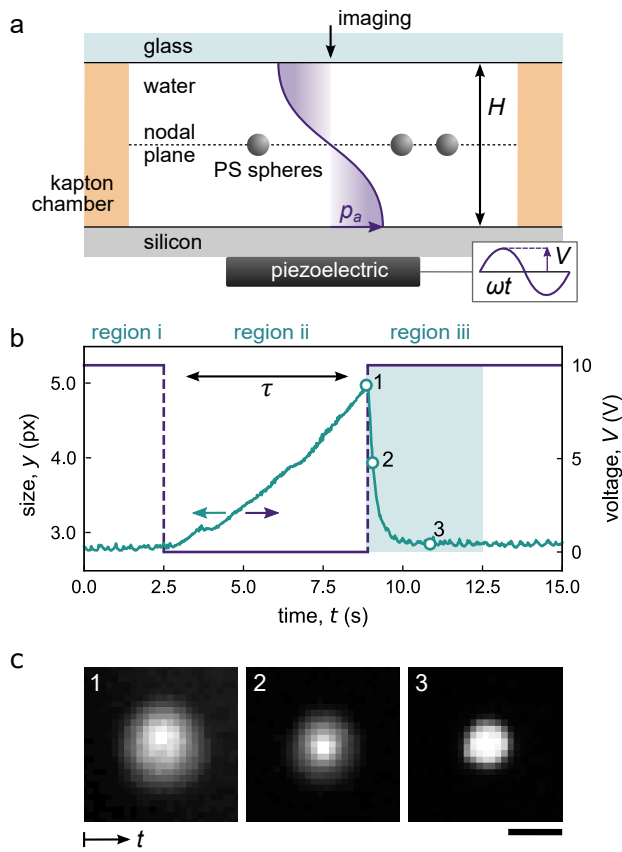 a
imaging
glass
water
H
nodal
plane
PS spheres
kapton
chamber
pₐ
silicon
piezoelectric
V
ωt
b
region i
region ii
region iii
5.0
4.0
3.0
size, y (px)
τ
1
2
3
10
5
0
voltage, V (V)
0.0
2.5
5.0
7.5
10.0
12.5
15.0
time, t (s)
c
1
2
3
t